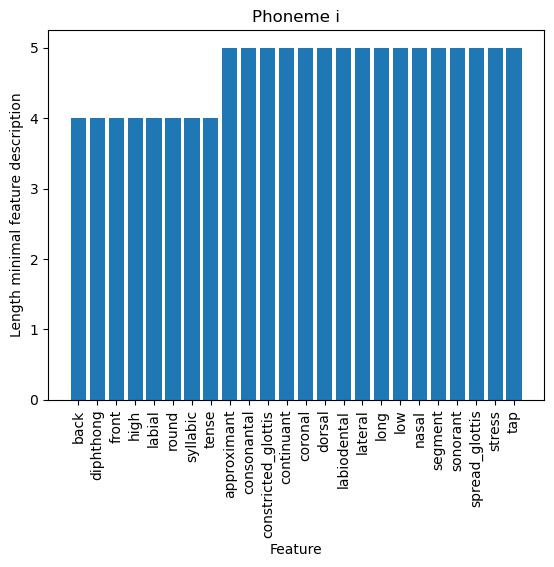 Phoneme i
Length minimal feature description
5
4
3
2
1
0
back
diphthong
front
high
labial
round
syllabic
tense
approximant
consonantal
constricted_glottis
continuant
coronal
dorsal
labiodental
lateral
long
low
nasal
segment
sonorant
spread_glottis
stress
tap
Feature